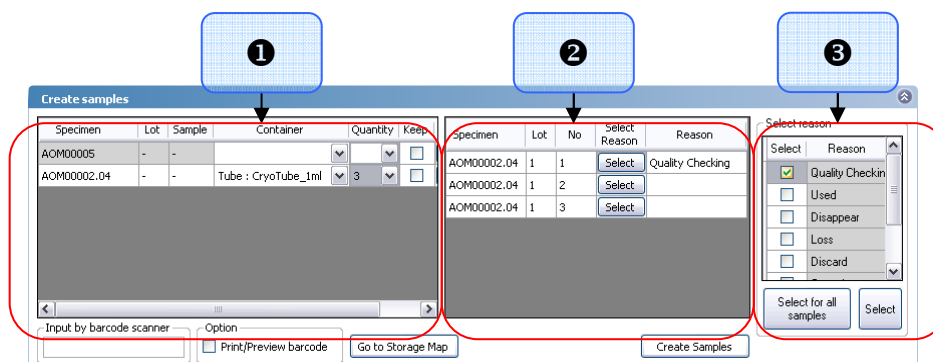 ❶ ❷ ❸
Create samples
Select reason
Specimen Lot Sample Container Quantity Keep
AOM00005 - -
AOM00002.04 - - Tube : CryoTube_1ml 3
Specimen Lot No Select Reason Reason
AOM00002.04 1 1 Select Quality Checking
AOM00002.04 1 2 Select
AOM00002.04 1 3 Select
Select Reason
Quality Checkin
Used
Disappear
Loss
Discard
Select for all samples Select
Input by barcode scanner Option
Print/Preview barcode Go to Storage Map Create Samples